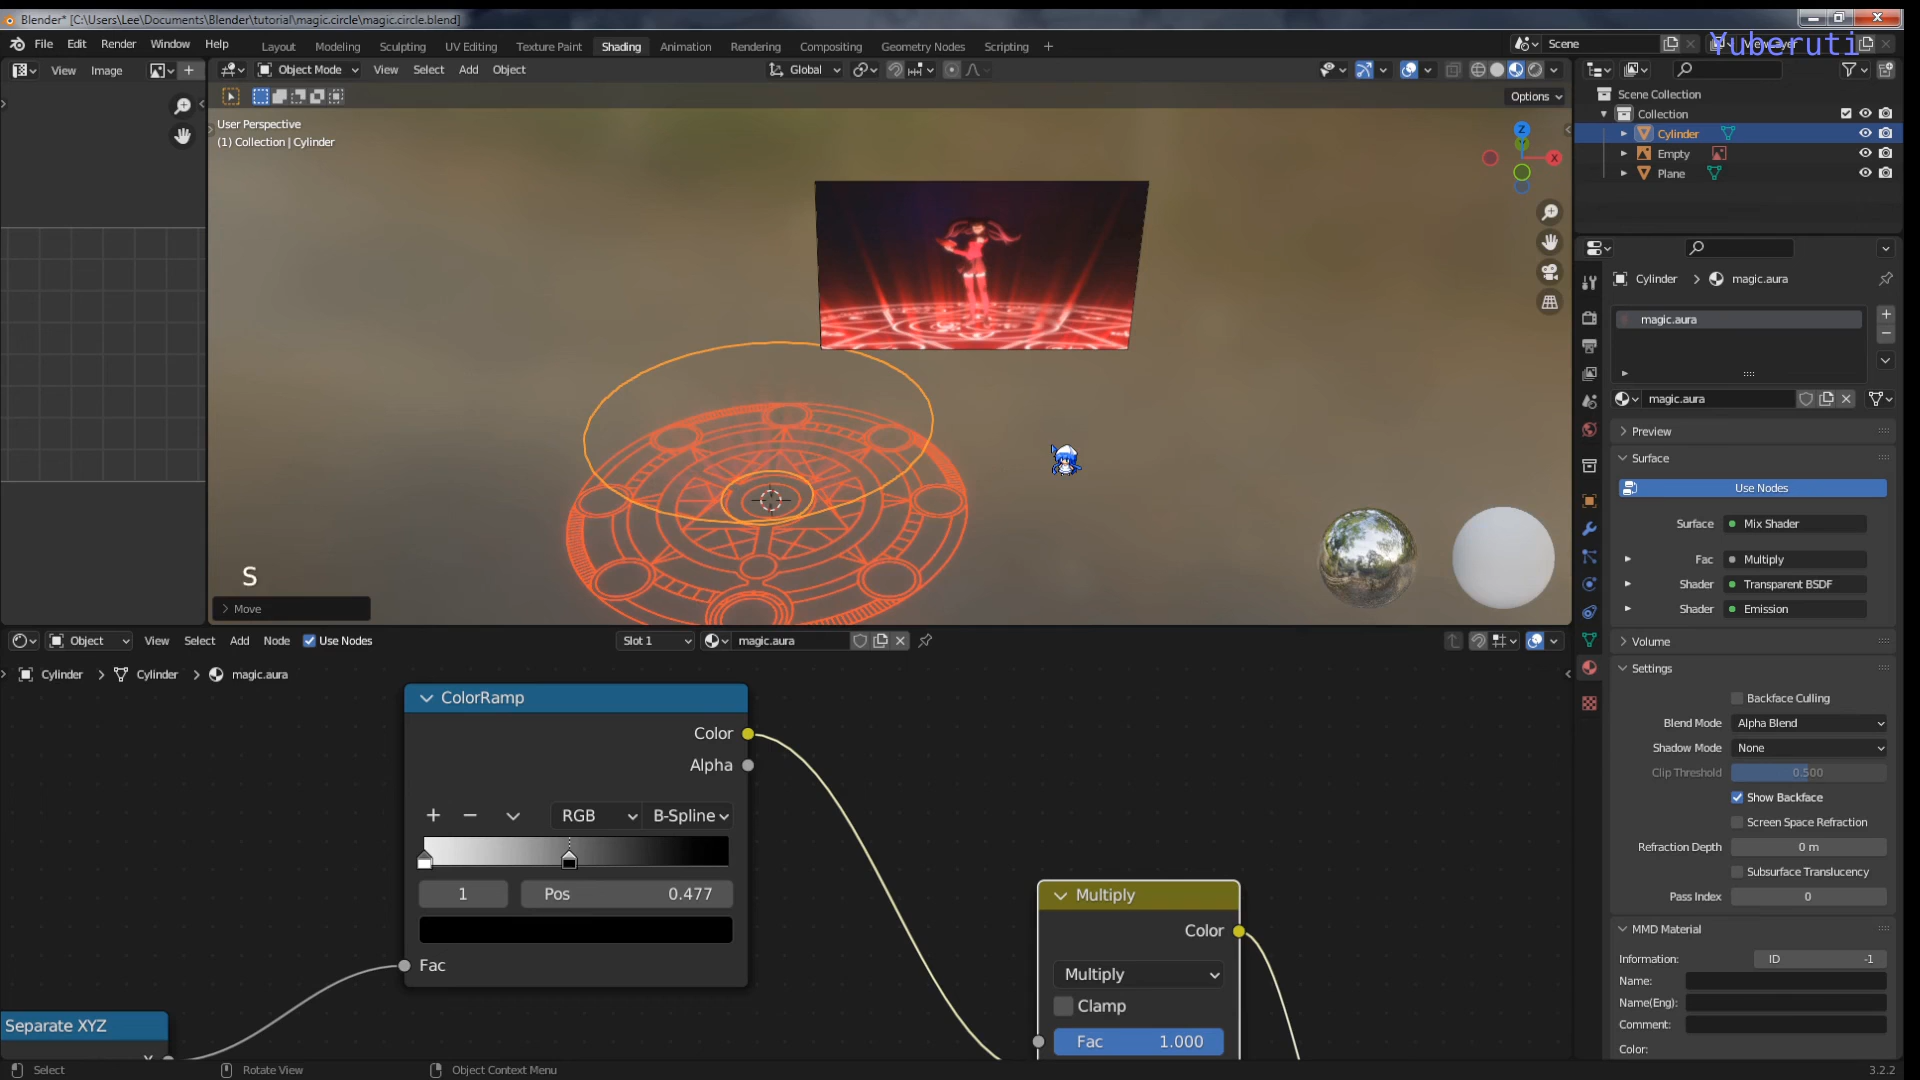 Blender* [C:\Users\Lee\Documents\Blender\tutorial\magic.circle\magic.circle.blend]
File Edit Render Window Help
Layout Modeling Sculpting UV Editing Texture Paint Shading Animation Rendering Compositing Geometry Nodes Scripting +
Scene
Yuberuti
View Image
Object Mode View Select Add Object
Global
Options
User Perspective
(1) Collection | Cylinder
Z
X
S
Move
Scene Collection
Collection
Cylinder
Empty
Plane
Cylinder > magic.aura
magic.aura
magic.aura
Preview
Surface
Use Nodes
Surface Mix Shader
Fac Multiply
Shader Transparent BSDF
Shader Emission
Volume
Settings
Backface Culling
Blend Mode Alpha Blend
Shadow Mode None
Clip Threshold 0.500
Show Backface
Screen Space Refraction
Refraction Depth 0 m
Subsurface Translucency
Pass Index 0
MMD Material
Information: ID -1
Name:
Name(Eng):
Comment:
Color:
Object View Select Add Node Use Nodes
Slot 1 magic.aura
Cylinder > Cylinder > magic.aura
ColorRamp
Color
Alpha
RGB B-Spline
1 Pos 0.477
Fac
Separate XYZ
Multiply
Color
Multiply
Clamp
Fac 1.000
Select Rotate View Object Context Menu
3.2.2